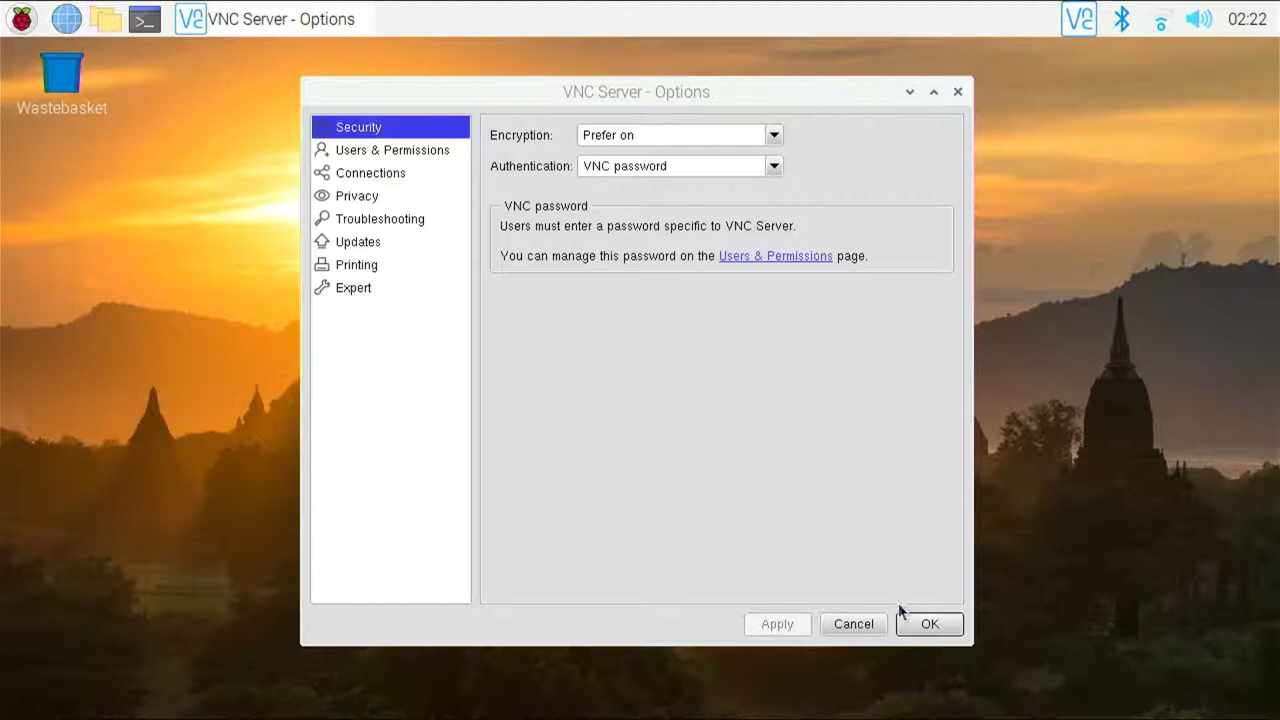 VNC Server - Options
02:22
Wastebasket
VNC Server - Options
Security
Users & Permissions
Connections
Privacy
Troubleshooting
Updates
Printing
Expert
Encryption: Prefer on
Authentication: VNC password
VNC password
Users must enter a password specific to VNC Server.
You can manage this password on the Users & Permissions page.
Apply Cancel OK